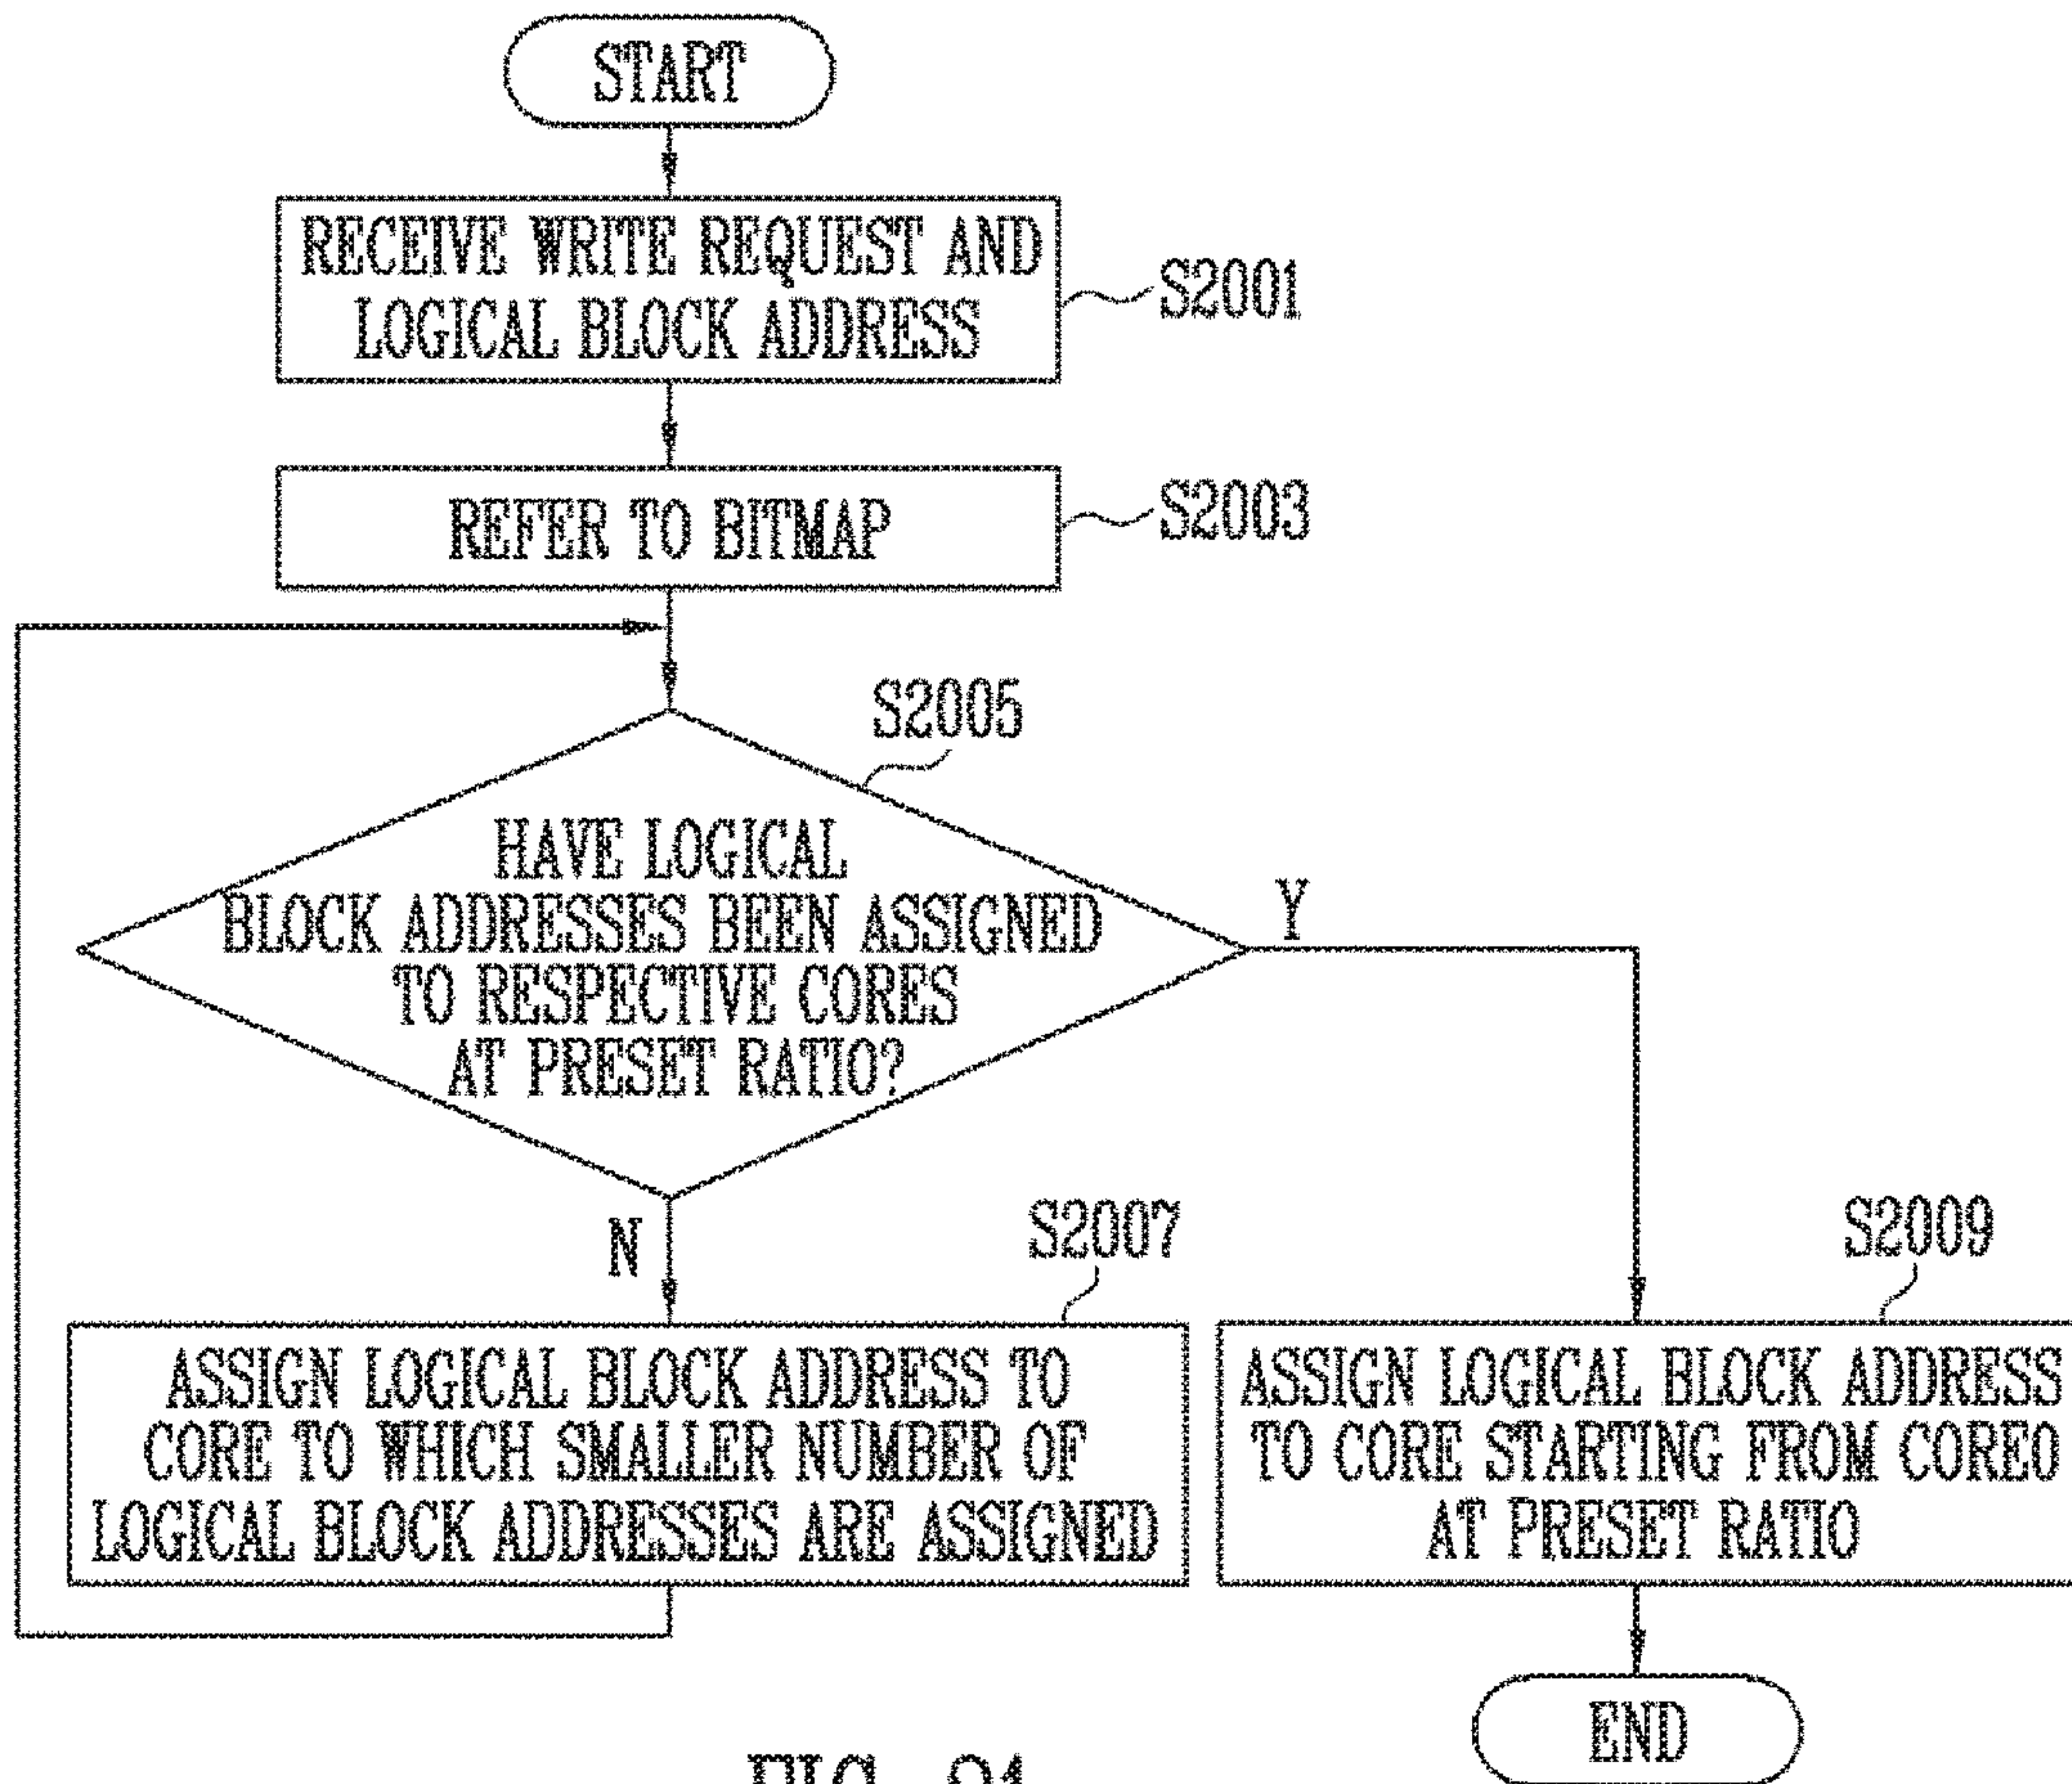 START
RECEIVE WRITE REQUEST AND
LOGICAL BLOCK ADDRESS
S2001
REFER TO BITMAP
S2003
S2005
HAVE LOGICAL
BLOCK ADDRESSES BEEN ASSIGNED
TO RESPECTIVE CORES
AT PRESET RATIO?
Y
N
S2007
ASSIGN LOGICAL BLOCK ADDRESS TO
CORE TO WHICH SMALLER NUMBER OF
LOGICAL BLOCK ADDRESSES ARE ASSIGNED
S2009
ASSIGN LOGICAL BLOCK ADDRESS
TO CORE STARTING FROM CORE0
AT PRESET RATIO
END